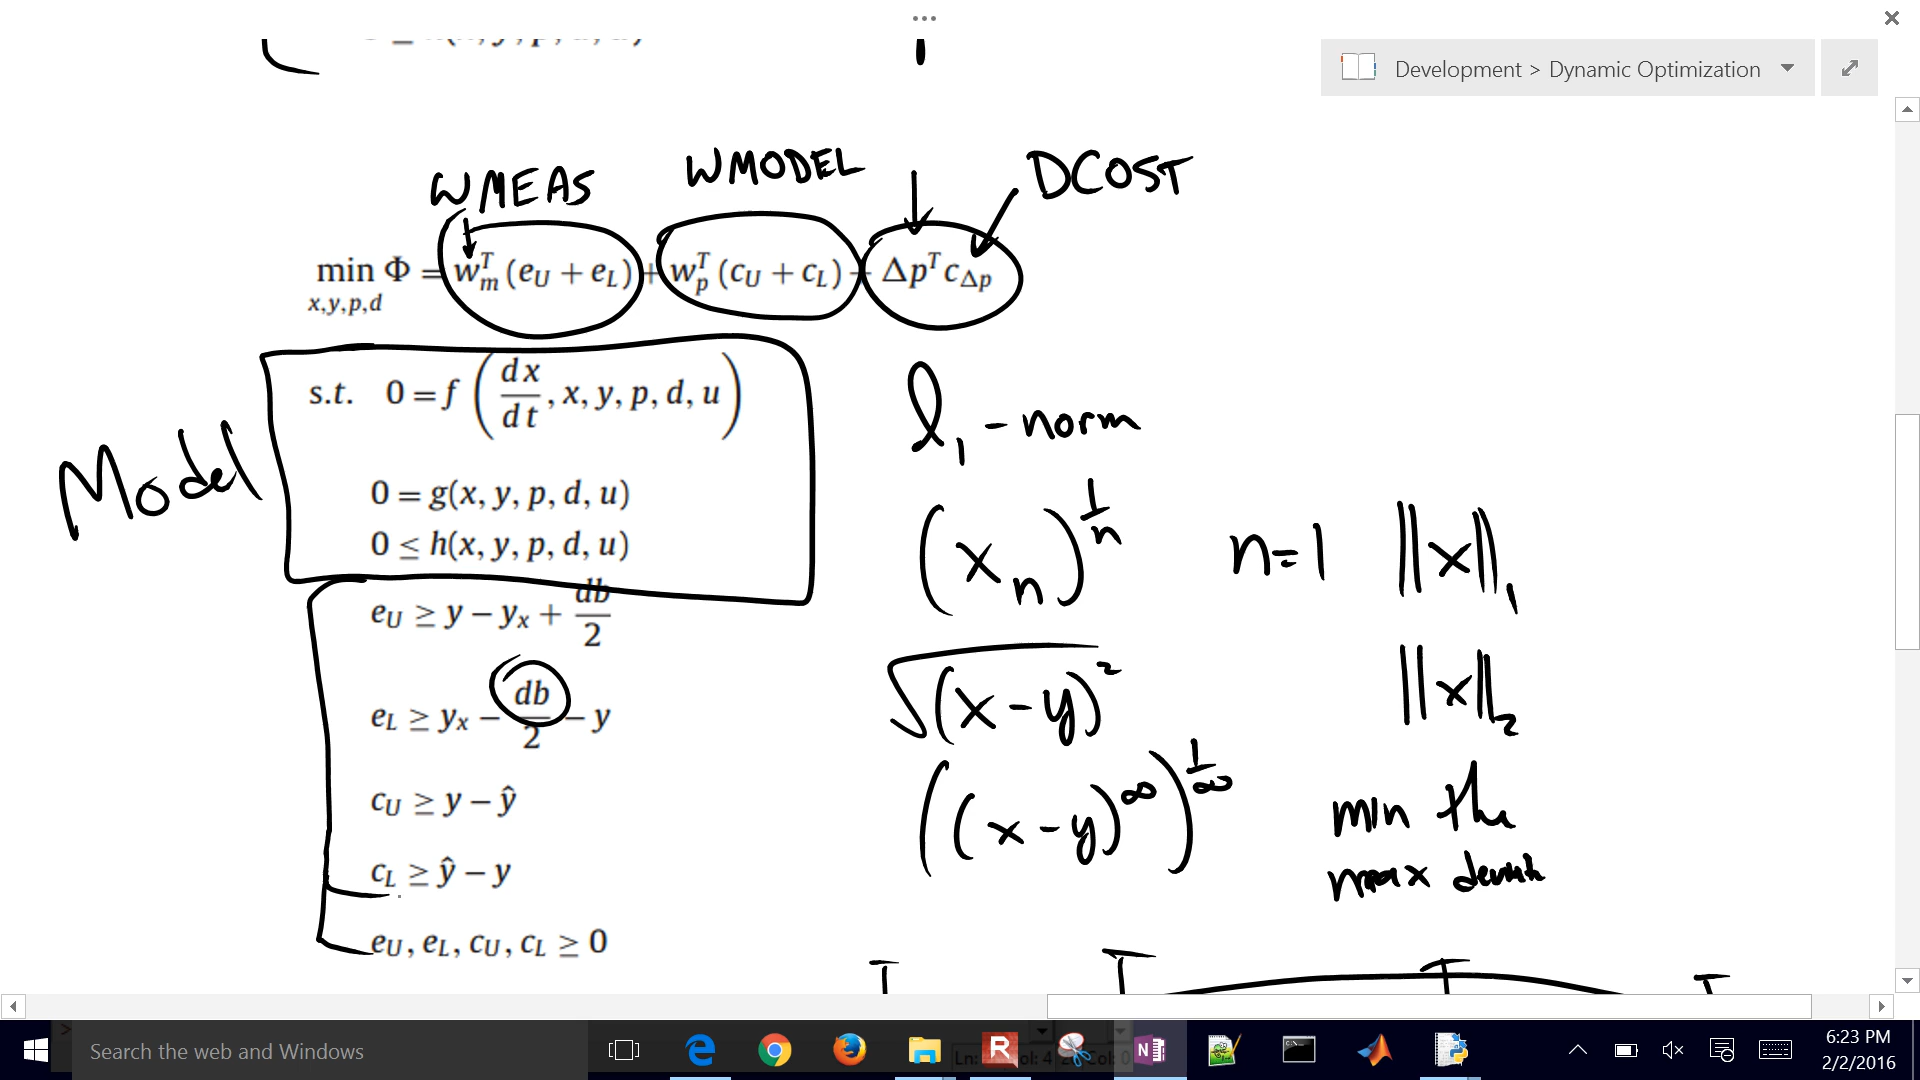 Development > Dynamic Optimization
WMEAS WMODEL DCOST
min Φ = w_m^T (e_U + e_L) + w_p^T (c_U + c_L) + Δp^T c_Δp
x,y,p,d
s.t. 0 = f (dx/dt, x, y, p, d, u)
Model
l_1 - norm
0 = g(x, y, p, d, u)
0 ≤ h(x, y, p, d, u)
(x_n)^{1/n} n=1 ||x||_1
e_U ≥ y − y_x + db/2
e_L ≥ y_x − db/2 − y
√(x-y)^2 ||x||_2
c_U ≥ y − ŷ
((x-y)^∞)^{1/∞} min the
c_L ≥ ŷ − y
max
e_U, e_L, c_U, c_L ≥ 0
Search the web and Windows
6:23 PM
2/2/2016